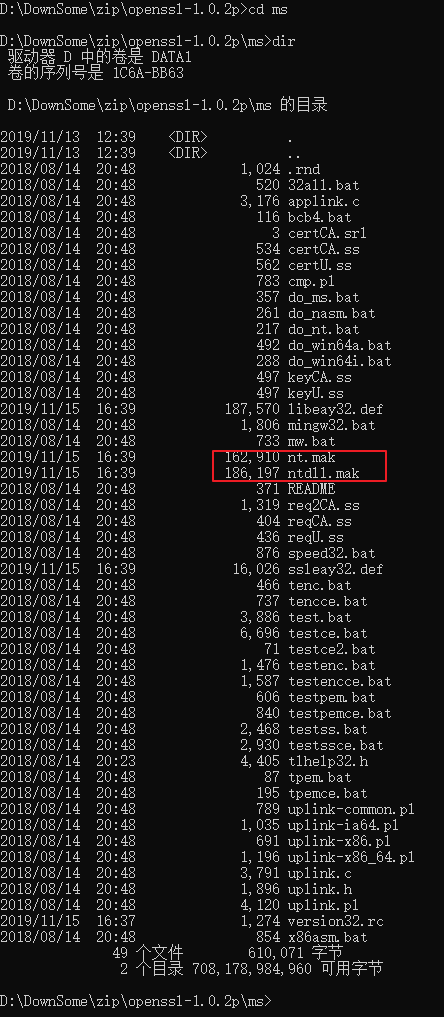 D:\DownSome\zip\openssl-1.0.2p>cd ms
D:\DownSome\zip\openssl-1.0.2p\ms>dir
驱动器 D 中的卷是 DATA1
卷的序列号是 1C6A-BB63
D:\DownSome\zip\openssl-1.0.2p\ms 的目录
2019/11/13 12:39 <DIR> .
2019/11/13 12:39 <DIR> ..
2018/08/14 20:48 1,024 .rnd
2018/08/14 20:48 520 32all.bat
2018/08/14 20:48 3,176 applink.c
2018/08/14 20:48 116 bcb4.bat
2018/08/14 20:48 3 certCA.srl
2018/08/14 20:48 534 certCA.ss
2018/08/14 20:48 562 certU.ss
2018/08/14 20:48 783 cmp.pl
2018/08/14 20:48 357 do_ms.bat
2018/08/14 20:48 261 do_nasm.bat
2018/08/14 20:48 217 do_nt.bat
2018/08/14 20:48 492 do_win64a.bat
2018/08/14 20:48 288 do_win64i.bat
2018/08/14 20:48 497 keyCA.ss
2018/08/14 20:48 497 keyU.ss
2019/11/15 16:39 187,570 libeay32.def
2018/08/14 20:48 1,806 mingw32.bat
2018/08/14 20:48 733 mw.bat
2019/11/15 16:39 162,910 nt.mak
2019/11/15 16:39 186,197 ntdll.mak
2018/08/14 20:48 371 README
2018/08/14 20:48 1,319 req2CA.ss
2018/08/14 20:48 404 reqCA.ss
2018/08/14 20:48 436 reqU.ss
2018/08/14 20:48 876 speed32.bat
2019/11/15 16:39 16,026 ssleay32.def
2018/08/14 20:48 466 tenc.bat
2018/08/14 20:48 737 tencce.bat
2018/08/14 20:48 3,886 test.bat
2018/08/14 20:48 6,696 testce.bat
2018/08/14 20:48 71 testce2.bat
2018/08/14 20:48 1,476 testenc.bat
2018/08/14 20:48 1,587 testencce.bat
2018/08/14 20:48 606 testpem.bat
2018/08/14 20:48 840 testpemce.bat
2018/08/14 20:48 2,468 testss.bat
2018/08/14 20:48 2,930 testssce.bat
2018/08/14 20:23 4,405 tlhelp32.h
2018/08/14 20:48 87 tpem.bat
2018/08/14 20:48 195 tpemce.bat
2018/08/14 20:48 789 uplink-common.pl
2018/08/14 20:48 1,035 uplink-ia64.pl
2018/08/14 20:48 691 uplink-x86.pl
2018/08/14 20:48 1,196 uplink-x86_64.pl
2018/08/14 20:48 3,791 uplink.c
2018/08/14 20:48 1,896 uplink.h
2018/08/14 20:48 4,120 uplink.pl
2019/11/15 16:37 1,274 version32.rc
2018/08/14 20:48 854 x86asm.bat
49 个文件 610,071 字节
2 个目录 708,178,984,960 可用字节
D:\DownSome\zip\openssl-1.0.2p\ms>